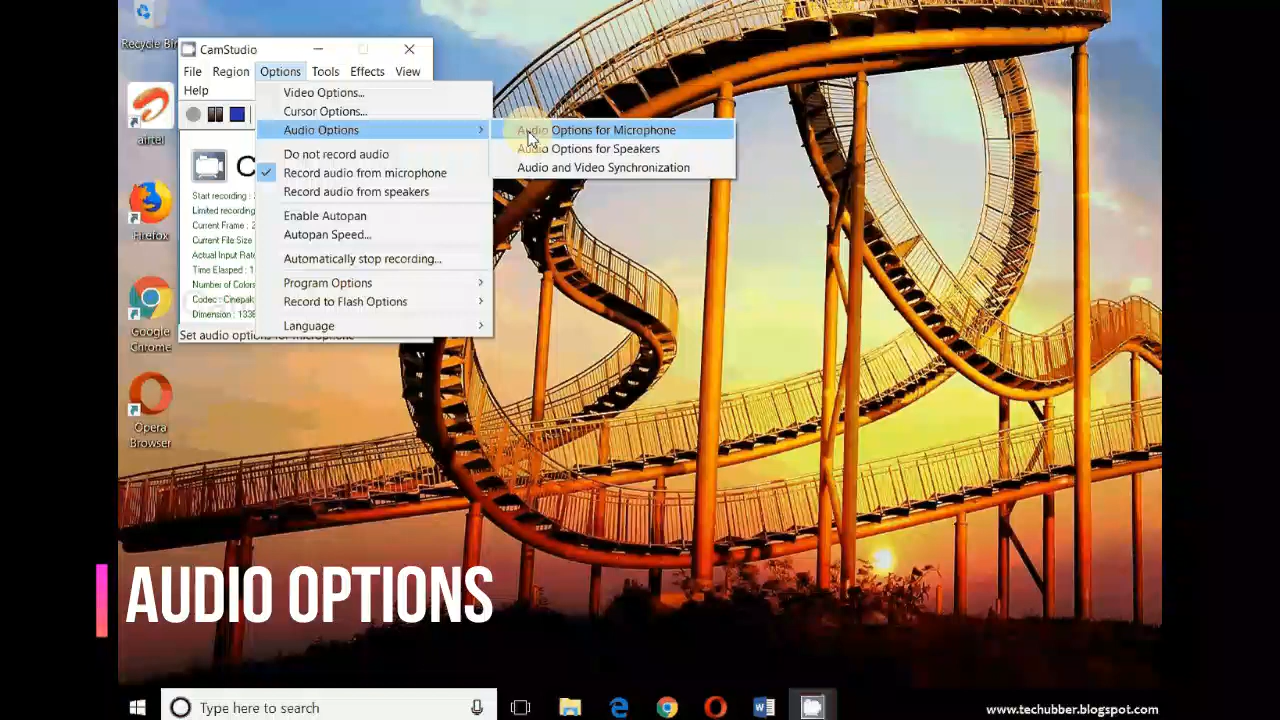 Recycle Bin
CamStudio
File Region Options Tools Effects View
Help
airtel
Firefox
Google
Chrome
Opera
Browser
C
Start recording :
Limited recording
Current Frame : 2
Current File Size
Actual Input Rate
Time Elasped : 1
Number of Colors
Codec : Cinepak
Dimension : 1338
Set audio options for microphone
Video Options...
Cursor Options...
Audio Options
Do not record audio
Record audio from microphone
Record audio from speakers
Enable Autopan
Autopan Speed...
Automatically stop recording...
Program Options
Record to Flash Options
Language
Audio Options for Microphone
Audio Options for Speakers
Audio and Video Synchronization
AUDIO OPTIONS
Type here to search
www.techubber.blogspot.com